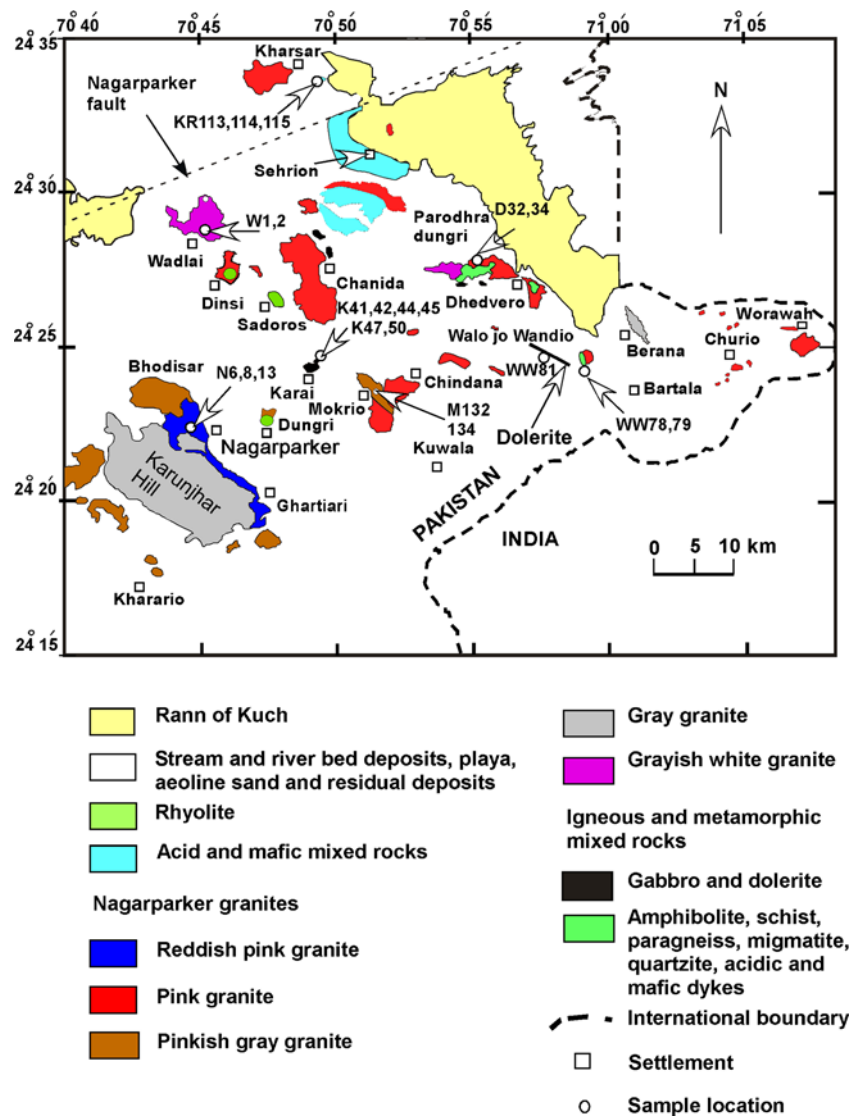 70° 40'
70° 45'
70° 50'
70° 55'
71° 00'
71° 05'
24° 35'
24° 30'
24° 25'
24° 20'
24° 15'
Kharsar
Nagarparker
fault
KR113,114,115
Sehrion
N
W1,2
Wadlai
Parodhra
dungri
D32,34
Chanida
Dinsi
Sadoros
K41,42,44,45
K47,50
Dhedvero
Walo jo Wandio
Worawah
Berana
Churio
Bhodisar
N6,8,13
Karai
Mokrio
Chindana
WW81
Bartala
Dungri
Nagarparker
M132
134
Dolerite
WW78,79
Kuwala
Karunjhar
Hill
Ghartiari
PAKISTAN
INDIA
0 5 10 km
Kharario
Rann of Kuch
Stream and river bed deposits, playa,
aeoline sand and residual deposits
Rhyolite
Acid and mafic mixed rocks
Nagarparker granites
Reddish pink granite
Pink granite
Pinkish gray granite
Gray granite
Grayish white granite
Igneous and metamorphic
mixed rocks
Gabbro and dolerite
Amphibolite, schist,
paragneiss, migmatite,
quartzite, acidic and
mafic dykes
International boundary
Settlement
Sample location